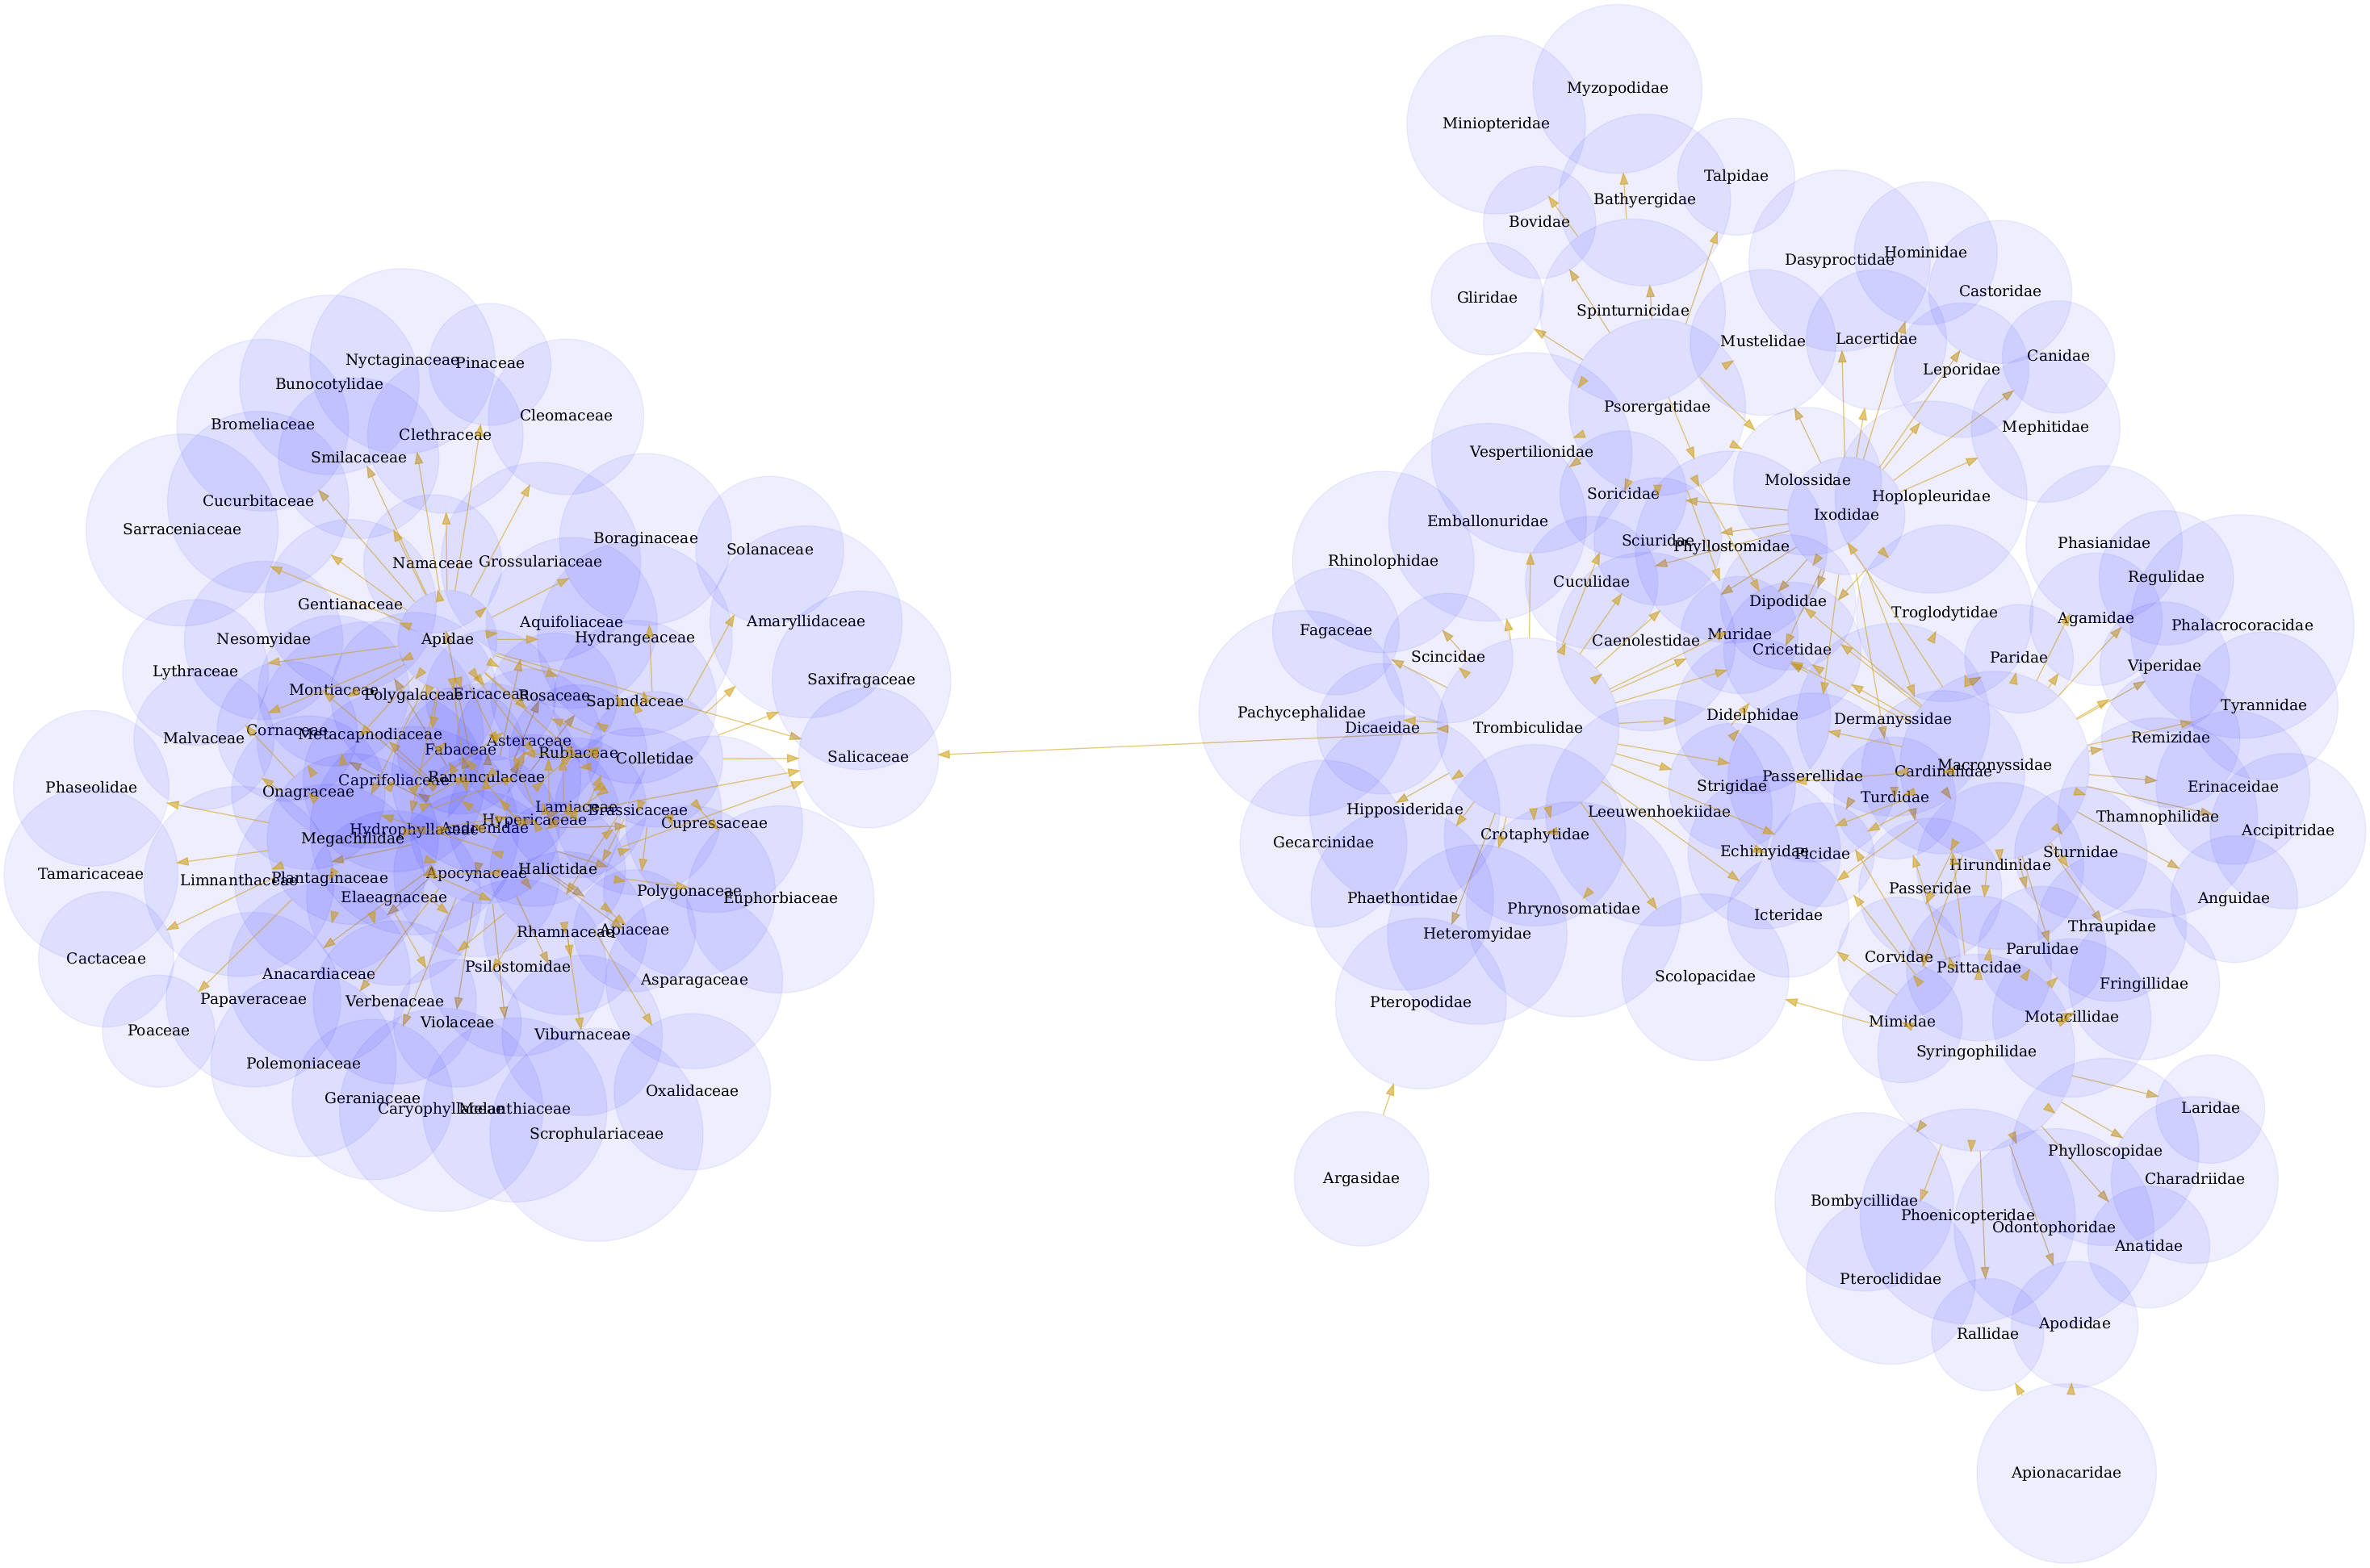 Myzopodidae
Miniopteridae
Talpidae
Bathyergidae
Bovidae
Hominidae
Dasyproctidae
Castoridae
Gliridae
Spinturnicidae
Lacertidae
Mustelidae
Canidae
Nyctaginaceae
Pinaceae
Leporidae
Bunocotylidae
Psorergatidae
Cleomaceae
Bromeliaceae
Mephitidae
Clethraceae
Vespertilionidae
Smilacaceae
Molossidae
Soricidae
Hoplopleuridae
Cucurbitaceae
Ixodidae
Emballonuridae
Sarraceniaceae
Boraginaceae
Sciuridae
Phasianidae
Phyllostomidae
Solanaceae
Rhinolophidae
Grossulariaceae
Namaceae
Regulidae
Cuculidae
Dipodidae
Gentianaceae
Troglodytidae
Agamidae
Aquifoliaceae
Amaryllidaceae
Phalacrocoracidae
Fagaceae
Muridae
Hydrangeaceae
Nesomyidae
Apidae
Caenolestidae
Cricetidae
Scincidae
Paridae
Viperidae
Lythraceae
Saxifragaceae
Montiaceae
Polygalaceae
Ericaceae
Rosaceae
Sapindaceae
Tyrannidae
Pachycephalidae
Didelphidae
Dermanyssidae
Dicaeidae
Trombiculidae
Cornaceae
Metacaphodiaceae
Malvaceae
Remizidae
Asteraceae
Fabaceae
Rubiaceae
Colletidae
Salicaceae
Macronyssidae
Cardinalidae
Passerellidae
Ranunculaceae
Caprifoliaceae
Strigidae
Phaseolidae
Erinaceidae
Onagraceae
Turdidae
Lamiaceae
Hipposideridae
Brassicaceae
Leeuwenhoekiidae
Thamnophilidae
Hypericaceae
Cupressaceae
Andrenidae
Hydrophyllaceae
Accipitridae
Crotaphytidae
Megachilidae
Gecarcinidae
Echimyidae
Sturnidae
Picidae
Hirundinidae
Halictidae
Apocynaceae
Tamaricaceae
Plantaginaceae
Limnanthaceae
Passeridae
Polygonaceae
Elaeagnaceae
Euphorbiaceae
Phaethontidae
Anguidae
Phrynosomatidae
Icteridae
Thraupidae
Apiaceae
Rhamnaceae
Heteromyidae
Parulidae
Corvidae
Cactaceae
Psilostomidae
Psittacidae
Anacardiaceae
Scolopacidae
Asparagaceae
Fringillidae
Papaveraceae
Verbenaceae
Pteropodidae
Motacillidae
Mimidae
Violaceae
Poaceae
Viburnaceae
Syringophilidae
Polemoniaceae
Oxalidaceae
Geraniaceae
Caryophyllaceae
Melanthiaceae
Laridae
Scrophulariaceae
Phylloscopidae
Argasidae
Charadriidae
Bombycillidae
Phoenicopteridae
Odontophoridae
Anatidae
Pteroclididae
Apodidae
Rallidae
Apionacaridae